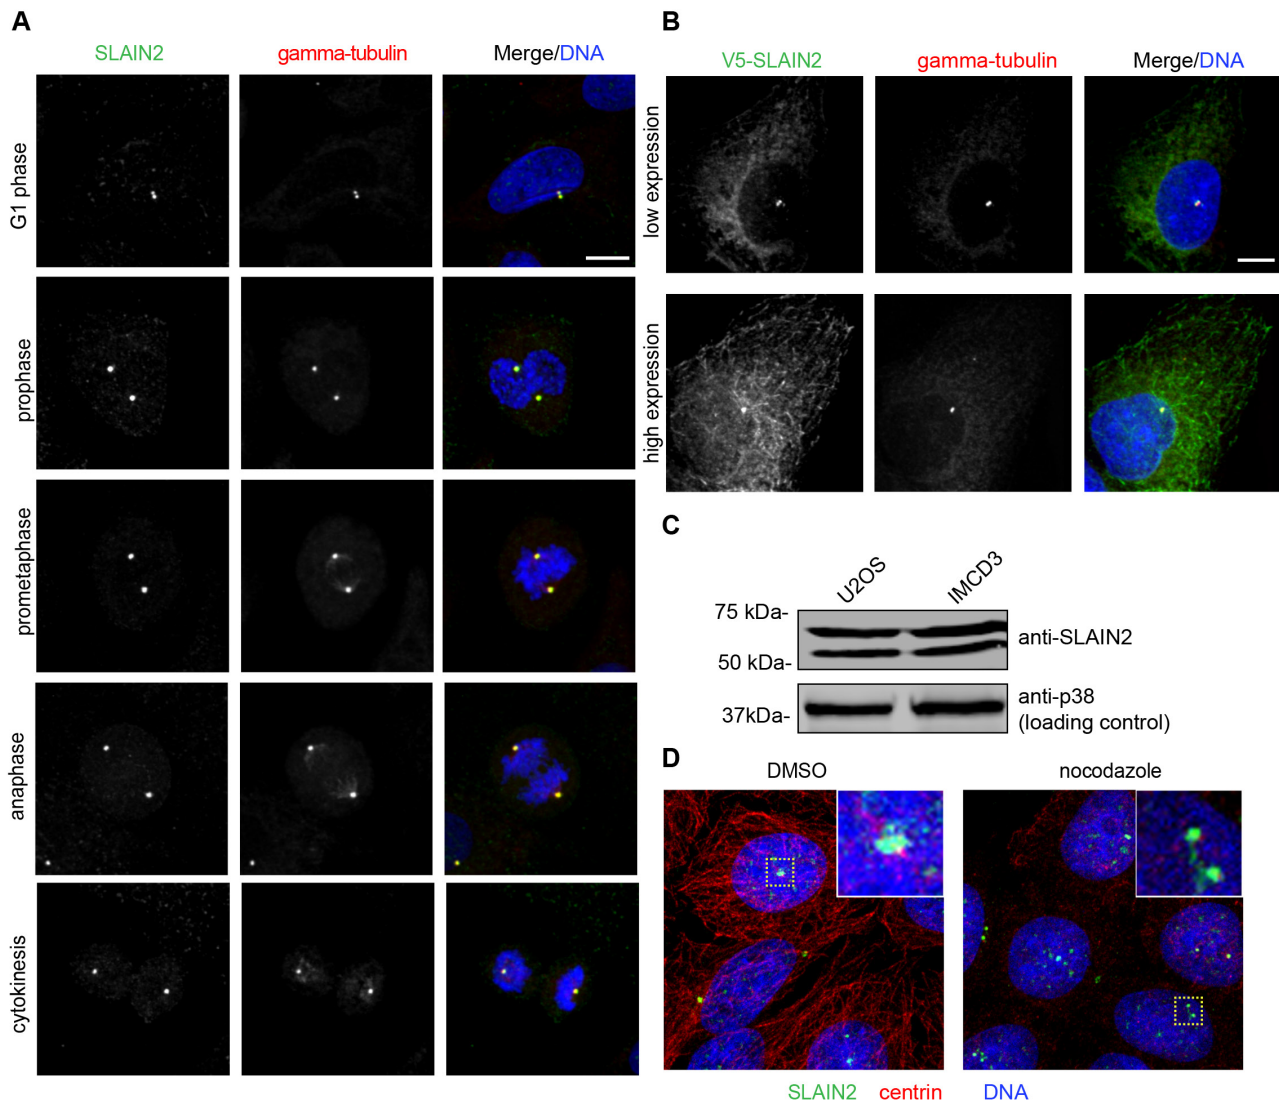 A
SLAIN2 gamma-tubulin Merge/DNA
G1 phase
prophase
prometaphase
anaphase
cytokinesis
B
V5-SLAIN2 gamma-tubulin Merge/DNA
low expression
high expression
C
U2OS IMCD3
75 kDa-
50 kDa-
anti-SLAIN2
37kDa-
anti-p38
(loading control)
D
DMSO nocodazole
SLAIN2 centrin DNA